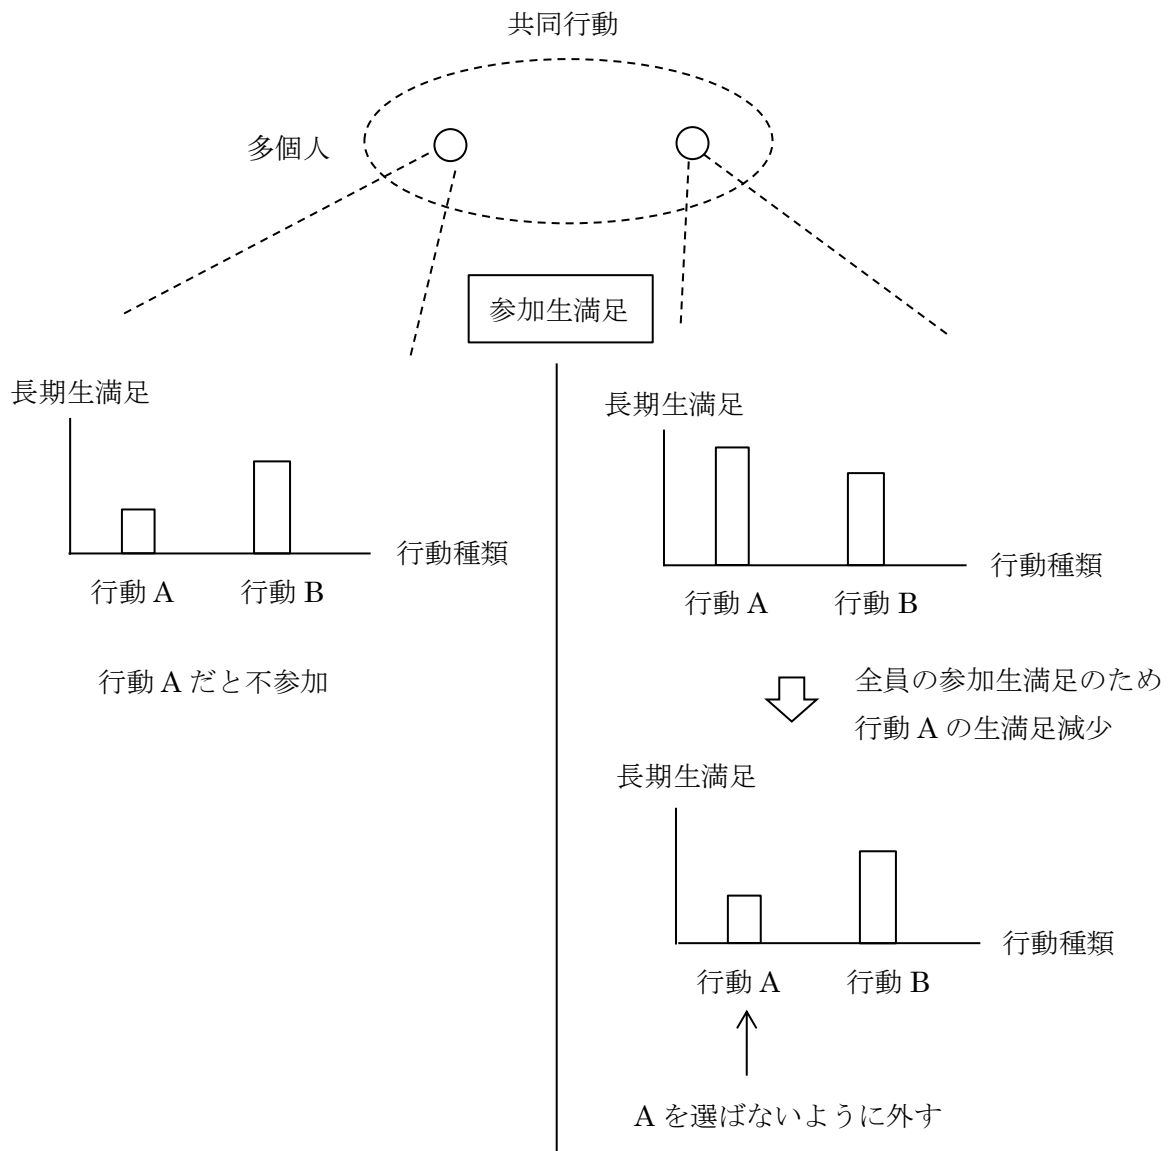 共同行動
多個人
参加生満足
長期生満足
行動種類
行動 A 行動 B
行動 A だと不参加
長期生満足
行動種類
行動 A 行動 B
全員の参加生満足のため
行動 A の生満足減少
長期生満足
行動種類
行動 A 行動 B
A を選ばないように外す